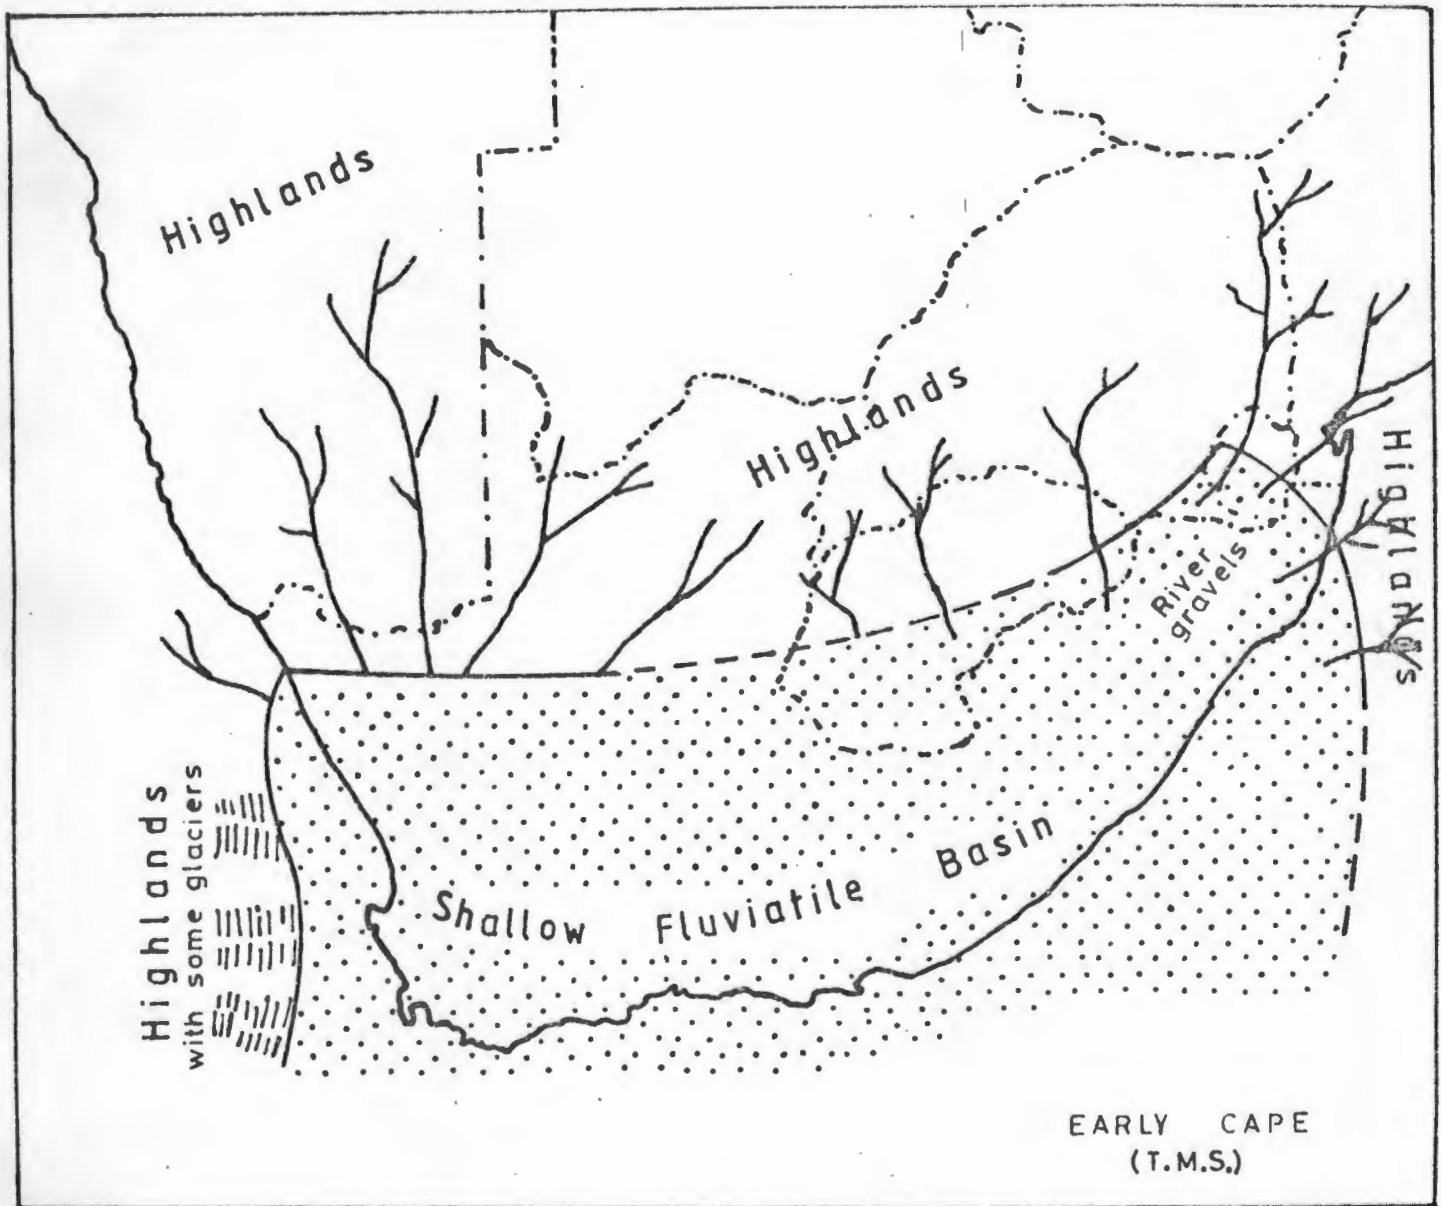 Highlands
Highlands
Highlands
River
gravels
Highlands
with some glaciers
Shallow Fluviatile Basin
EARLY CAPE
(T.M.S.)